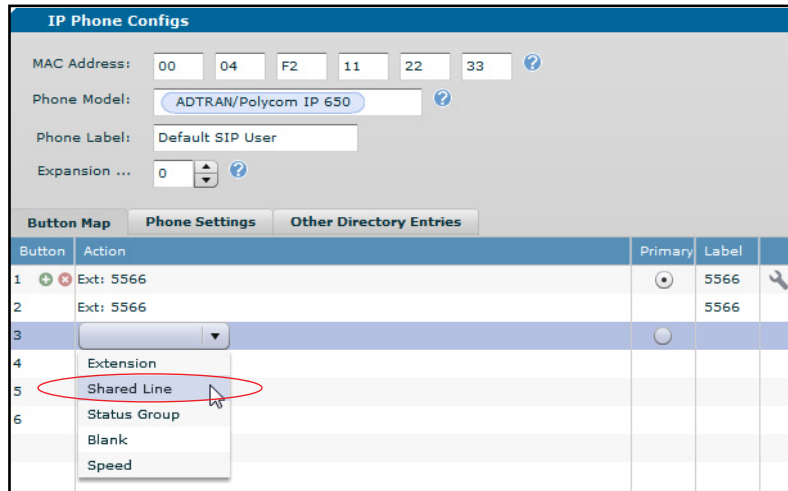 IP Phone Configs
MAC Address: 00 04 F2 11 22 33 ?
Phone Model: ADTRAN/Polycom IP 650 ?
Phone Label: Default SIP User
Expansion ... 0 ?
Button Map Phone Settings Other Directory Entries
Button Action Primary Label
1 Ext: 5566 5566
2 Ext: 5566 5566
3
4 Extension
5 Shared Line
6 Status Group
Blank
Speed